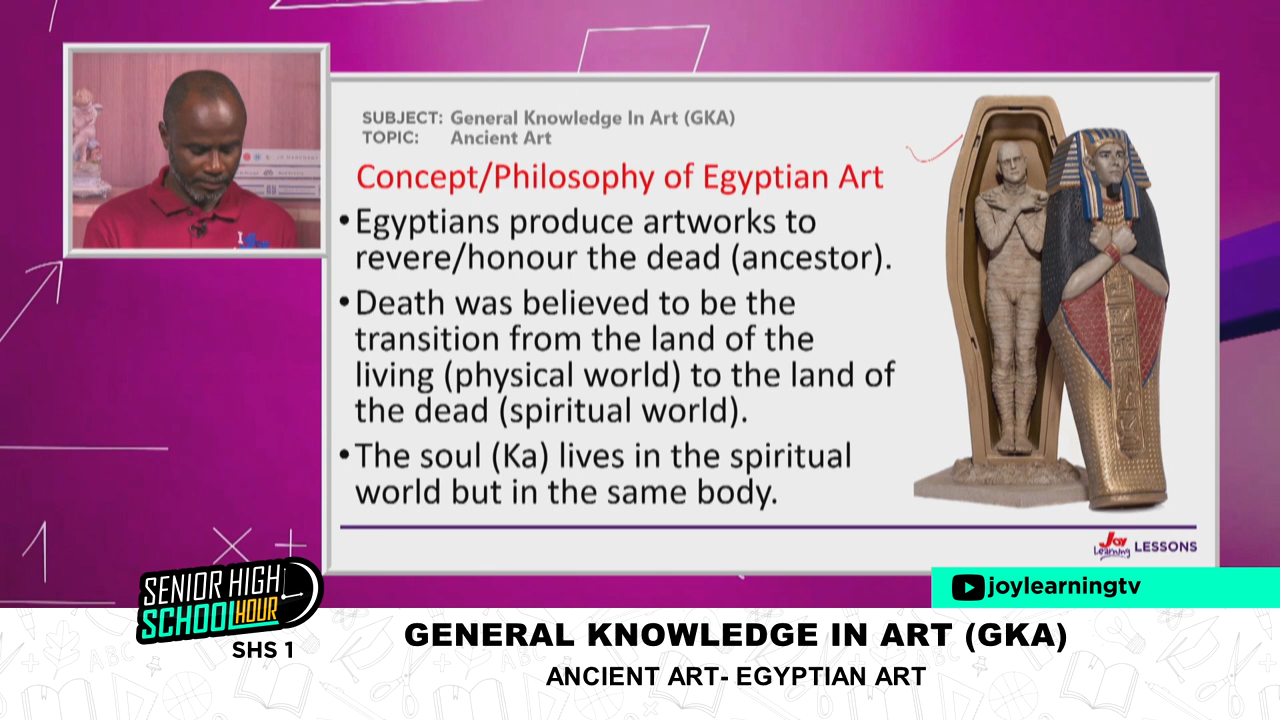 SUBJECT: General Knowledge In Art (GKA)
TOPIC: Ancient Art
Concept/Philosophy of Egyptian Art
•Egyptians produce artworks to
revere/honour the dead (ancestor).
•Death was believed to be the
transition from the land of the
living (physical world) to the land of
the dead (spiritual world).
•The soul (Ka) lives in the spiritual
world but in the same body.
Joy
Learning LESSONS
joylearningtv
SENIOR HIGH
SCHOOL HOUR
SHS 1
GENERAL KNOWLEDGE IN ART (GKA)
ANCIENT ART- EGYPTIAN ART